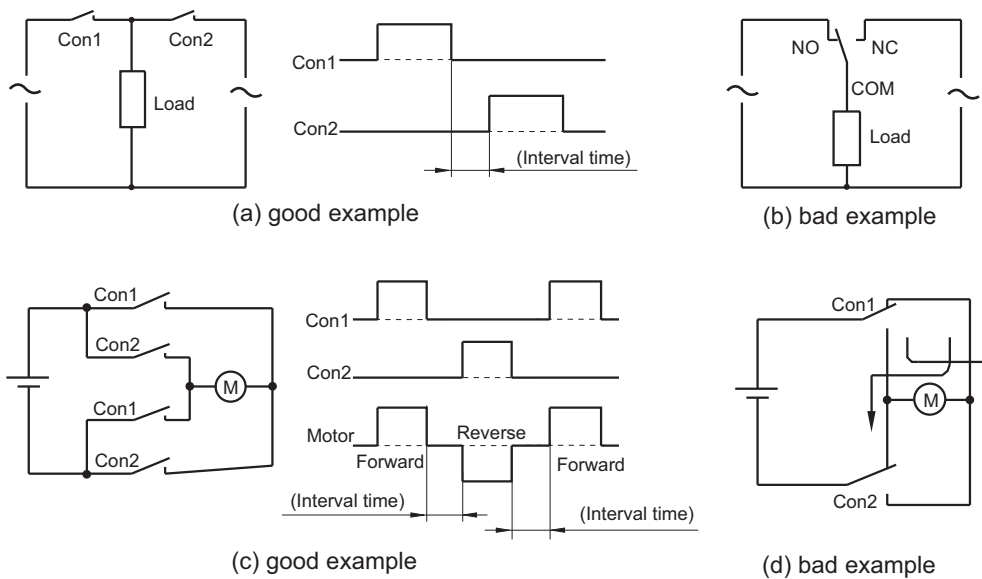 Con1
Con2
Load
Con1
Con2
(Interval time)
(a) good example
NO
NC
COM
Load
(b) bad example
Con1
Con2
Con1
Con2
M
Con1
Con2
Motor
Reverse
Forward
Forward
(Interval time)
(Interval time)
(c) good example
Con1
M
Con2
(d) bad example